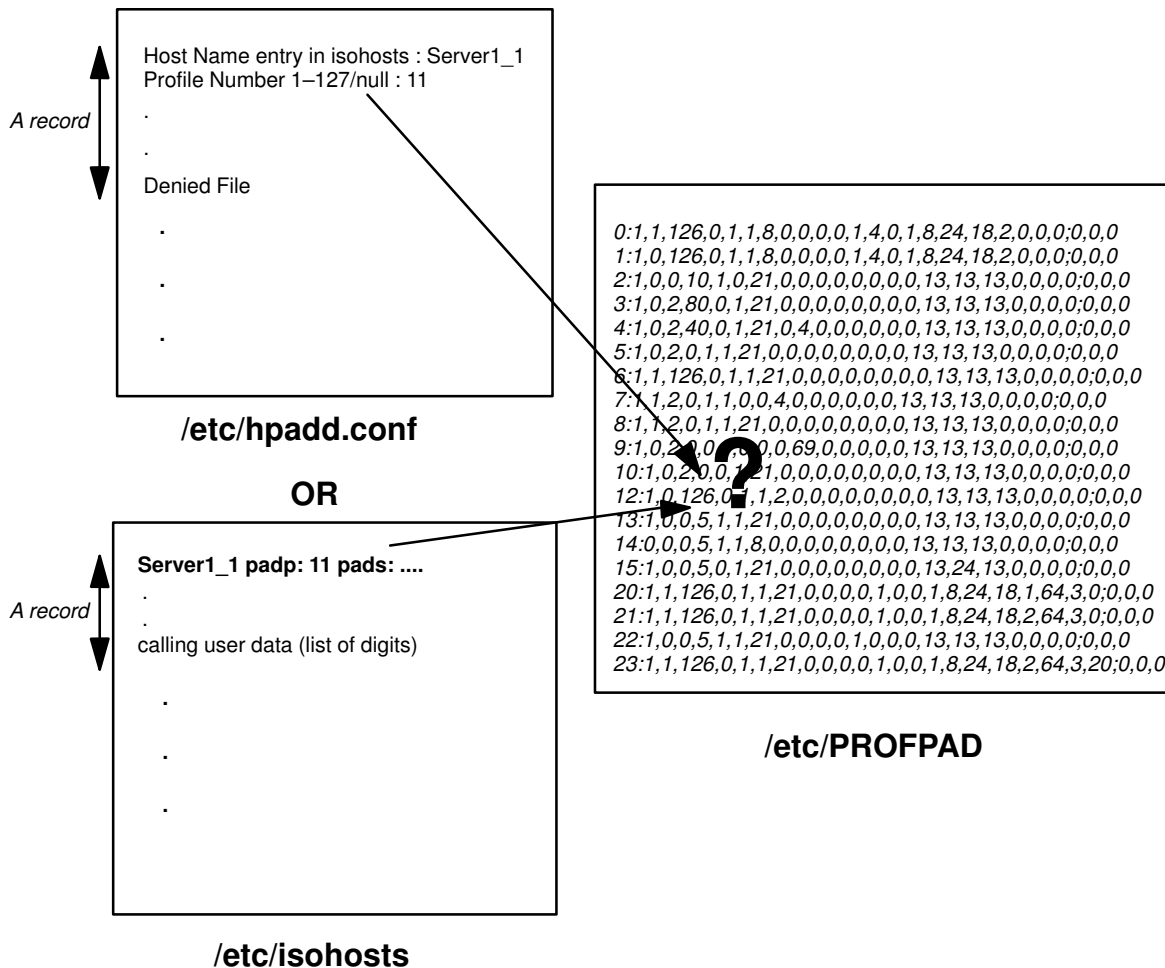 A record
Host Name entry in isohosts : Server1_1
Profile Number 1–127/null : 11
.
.
Denied File
.
.
.
/etc/hpadd.conf
OR
A record
Server1_1 padp: 11 pads: ....
.
.
calling user data (list of digits)
.
.
.
/etc/isohosts
0:1,1,126,0,1,1,8,0,0,0,0,1,4,0,1,8,24,18,2,0,0,0;0,0,0
1:1,0,126,0,1,1,8,0,0,0,0,1,4,0,1,8,24,18,2,0,0,0;0,0,0
2:1,0,0,10,1,0,21,0,0,0,0,0,0,0,0,13,13,13,0,0,0,0;0,0,0
3:1,0,2,80,0,1,21,0,0,0,0,0,0,0,0,13,13,13,0,0,0,0;0,0,0
4:1,0,2,40,0,1,21,0,4,0,0,0,0,0,0,13,13,13,0,0,0,0;0,0,0
5:1,0,2,0,1,1,21,0,0,0,0,0,0,0,0,13,13,13,0,0,0,0;0,0,0
6:1,1,126,0,1,1,21,0,0,0,0,0,0,0,0,13,13,13,0,0,0,0;0,0,0
7:1,1,2,0,1,1,0,0,4,0,0,0,0,0,0,13,13,13,0,0,0,0;0,0,0
8:1,1,2,0,1,1,21,0,0,0,0,0,0,0,0,13,13,13,0,0,0,0;0,0,0
69,0,0,0,0,0,13,13,13,0,0,0,0;0,0,0
10:1,0,2,0,0,1,21,0,0,0,0,0,0,0,0,13,13,13,0,0,0,0;0,0,0
?
12:1,0,126,0,1,1,2,0,0,0,0,0,0,0,0,13,13,13,0,0,0,0;0,0,0
13:1,0,0,5,1,1,21,0,0,0,0,0,0,0,0,13,13,13,0,0,0,0;0,0,0
14:0,0,0,5,1,1,8,0,0,0,0,0,0,0,0,13,13,13,0,0,0,0;0,0,0
15:1,0,0,5,0,1,21,0,0,0,0,0,0,0,0,13,24,13,0,0,0,0;0,0,0
20:1,1,126,0,1,1,21,0,0,0,0,1,0,0,1,8,24,18,1,64,3,0;0,0,0
21:1,1,126,0,1,1,21,0,0,0,0,1,0,0,1,8,24,18,2,64,3,0;0,0,0
22:1,0,0,5,1,1,21,0,0,0,0,1,0,0,0,13,13,13,0,0,0,0;0,0,0
23:1,1,126,0,1,1,21,0,0,0,0,1,0,0,1,8,24,18,2,64,3,20;0,0,0
/etc/PROFPAD